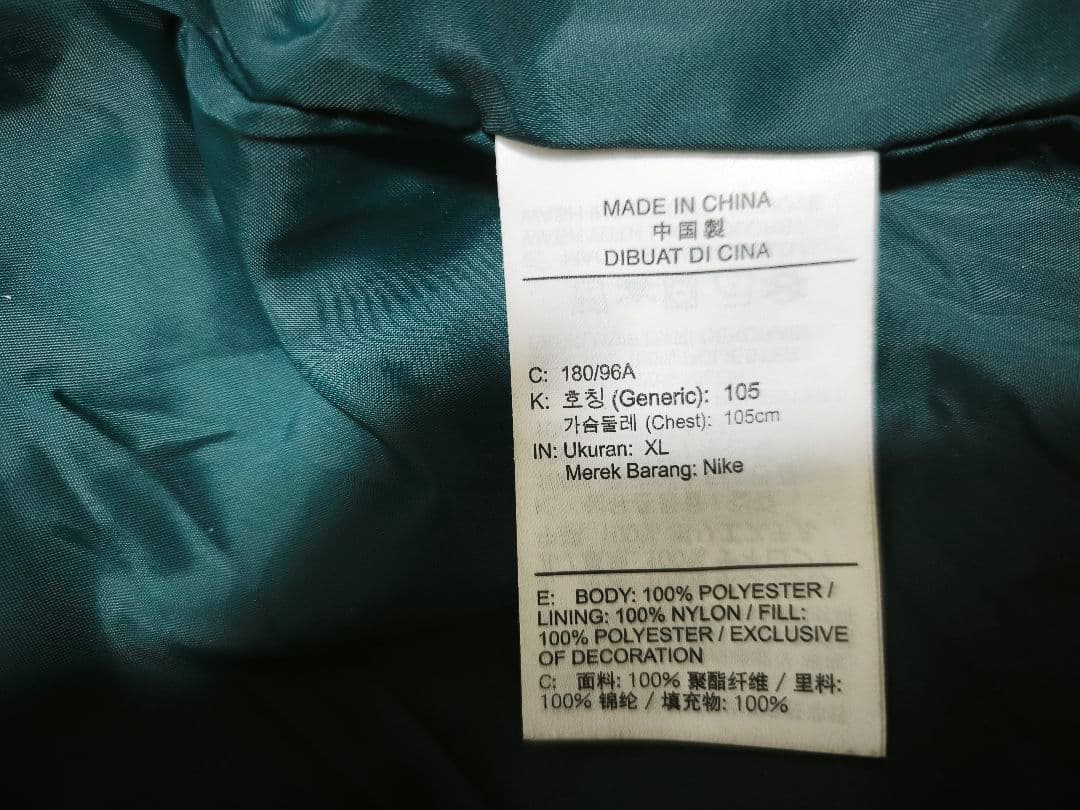 MADE IN CHINA
中国製
DIBUAT DI CINA
C: 180/96A
K: 호칭 (Generic): 105
가슴둘레 (Chest): 105cm
IN: Ukuran: XL
Merek Barang: Nike
E: BODY: 100% POLYESTER /
LINING: 100% NYLON / FILL:
100% POLYESTER / EXCLUSIVE
OF DECORATION
C: 面料: 100% 聚酯纤维 / 里料:
100% 锦纶 / 填充物: 100%